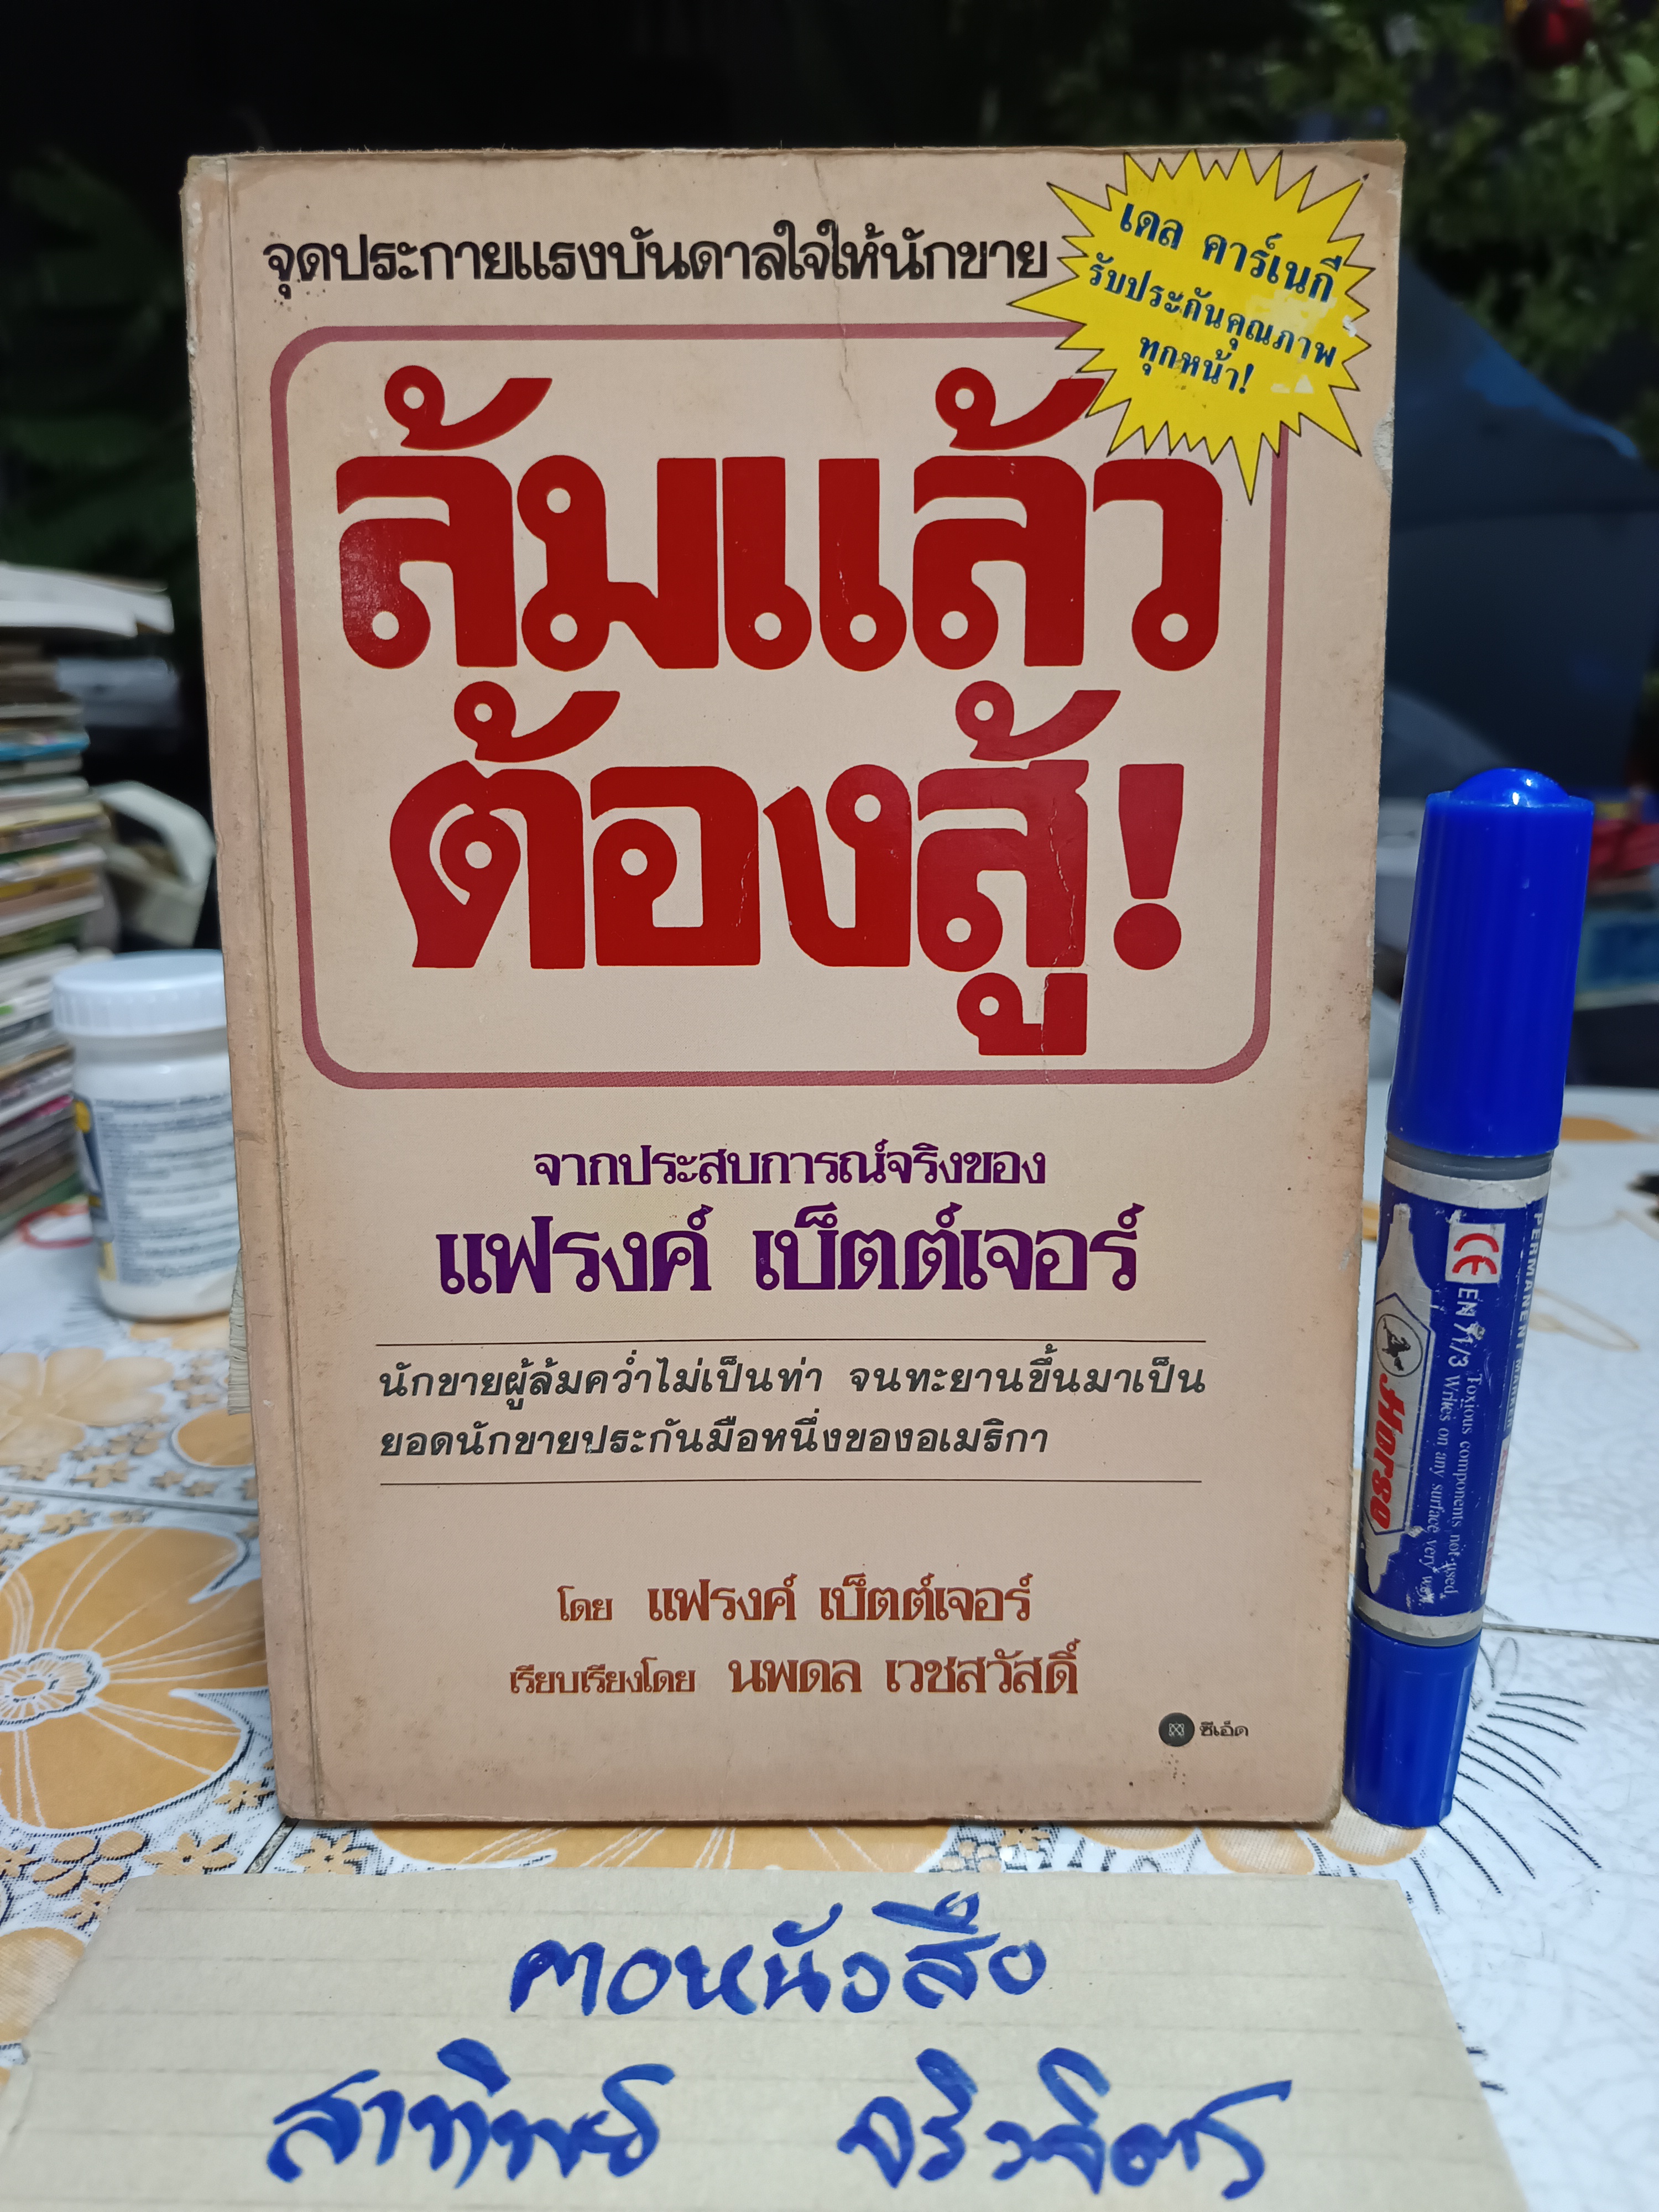 จุดประกายแรงบันดาลใจให้นักขาย
เดล คาร์เนกี
รับประกันคุณภาพ
ทุกหน้า!
ล้มแล้ว
ต้องสู้!
จากประสบการณ์จริงของ
แฟรงค์ เบ็ตต์เจอร์
นักขายผู้ล้มคว่ำไม่เป็นท่า จนทะยานขึ้นมาเป็น
ยอดนักขายประกันมือหนึ่งของอเมริกา
โดย แฟรงค์ เบ็ตต์เจอร์
เรียบเรียงโดย นพดล เวชสวัสดิ์
ซีเอ็ด
PERMANENT MARKER
CE EN 71/3
Toxious components not used
Writes on any surface very
Horse
คอหนังสือ
สาทิพย์